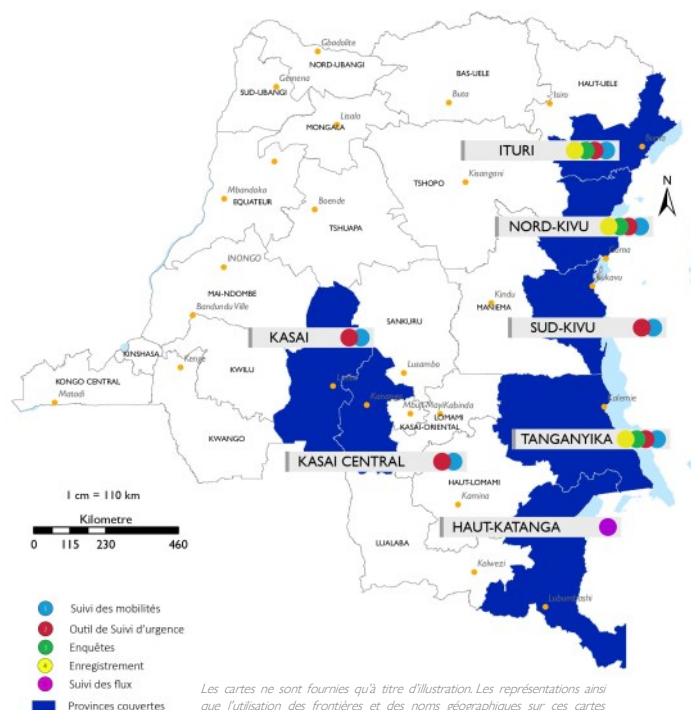 Gbadolite
NORD-UBANGI
BAS-UELE
HAUT-UELE
Gemena
SUD-UBANGI
Buta
Isiro
Lisala
MONGALA
ITURI
Bunia
TSHOPO
Kisangani
N
Mbandaka
EQUATEUR
Boende
TSHUAPA
NORD-KIVU
Goma
INONGO
Bukavu
MAI-NDOMBE
Kindu
MANIEMA
Bandundu Ville
SANKURU
SUD-KIVU
KASAI
KINSHASA
Kenge
KWILU
Lusambo
KONGO CENTRAL
Matadi
Kananga
Kabinda
LOMAMI
KASAI-ORIENTAL
Kalemie
KWANGO
TANGANYIKA
KASAI CENTRAL
HAUT-LOMAMI
Kamina
1 cm = 110 km
Kilometre
0 115 230 460
HAUT-KATANGA
LUALABA
Kolwezi
Lubumbashi
1 Suivi des mobilités
2 Outil de Suivi d'urgence
3 Enquêtes
4 Enregistrement
Suivi des flux
Provinces couvertes
Les cartes ne sont fournies qu'à titre d'illustration. Les représentations ainsi
que l'utilisation des frontières et des noms géographiques sur ces cartes